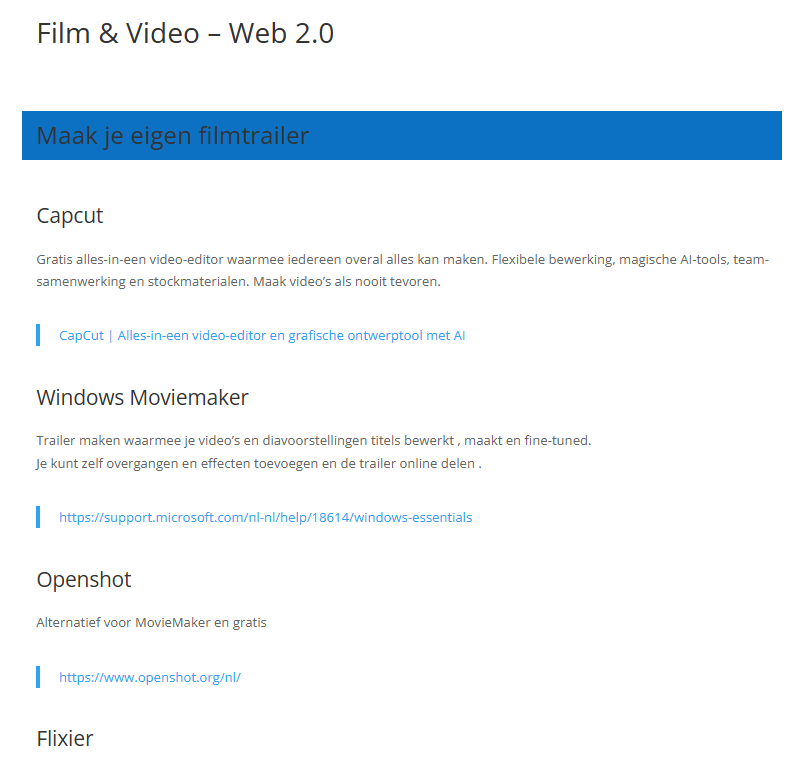 Film & Video – Web 2.0
Maak je eigen filmtrailer
Capcut
Gratis alles-in-een video-editor waarmee iedereen overal alles kan maken. Flexibele bewerking, magische AI-tools, team-
samenwerking en stockmaterialen. Maak video’s als nooit tevoren.
CapCut | Alles-in-een video-editor en grafische ontwerptool met AI
Windows Moviemaker
Trailer maken waarmee je video’s en diavoorstellingen titels bewerkt , maakt en fine-tuned.
Je kunt zelf overgangen en effecten toevoegen en de trailer online delen .
https://support.microsoft.com/nl-nl/help/18614/windows-essentials
Openshot
Alternatief voor MovieMaker en gratis
https://www.openshot.org/nl/
Flixier